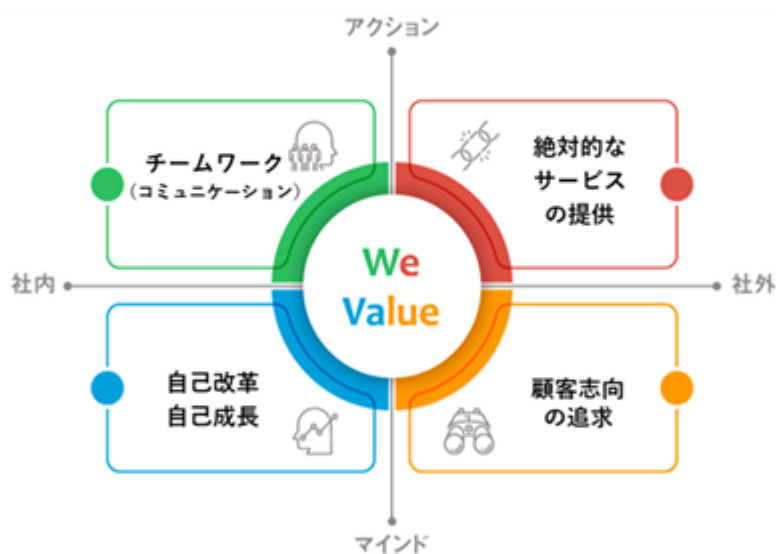 アクション
チームワーク
(コミュニケーション)
絶対的な
サービス
の提供
We
Value
社内
社外
自己改革
自己成長
顧客志向
の追求
マインド